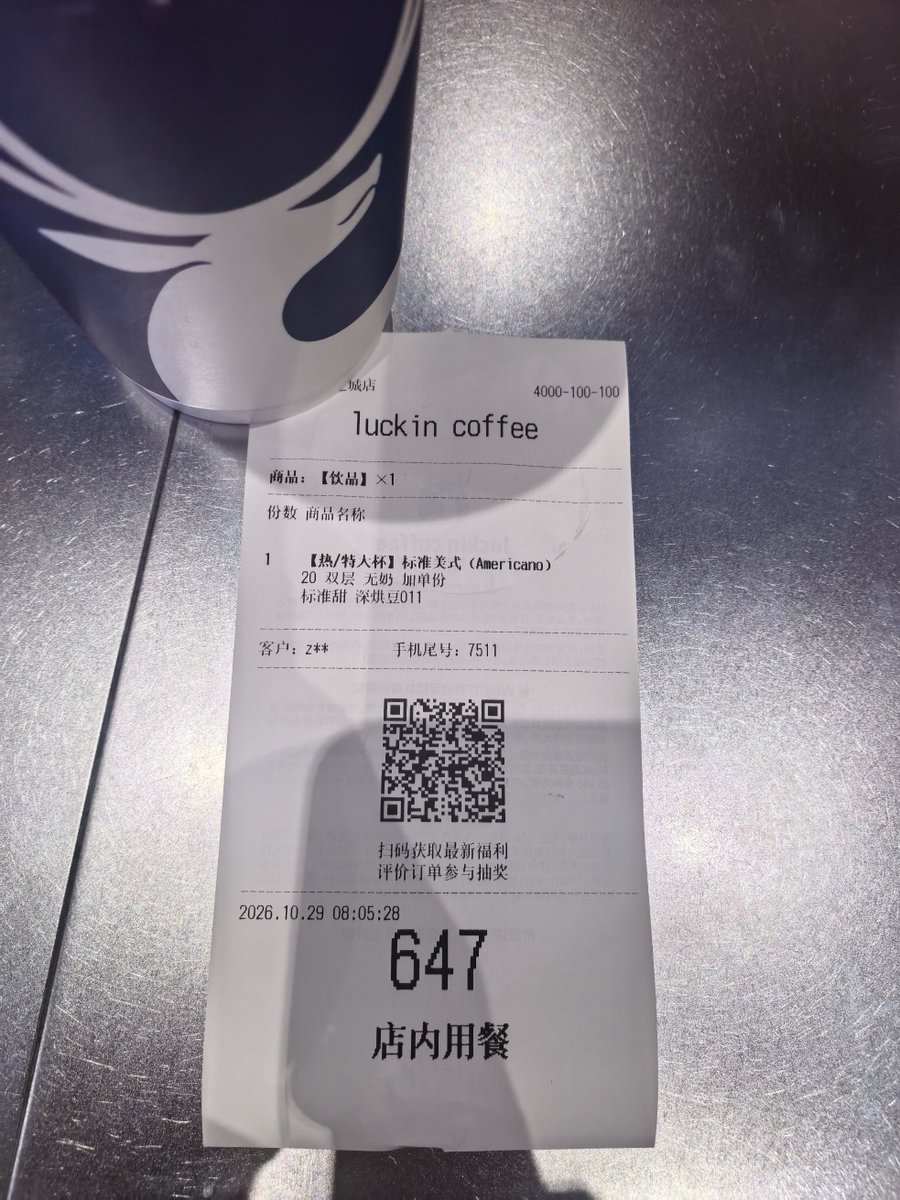 城店 4000-100-100
luckin coffee
商品：【饮品】×1
份数 商品名称
1 【热/特大杯】标准美式（Americano）
20 双层 无奶 加单份
标准甜 深烘豆011
客户：z** 手机尾号：7511
扫码获取最新福利
评价订单参与抽奖
2026.10.29 08:05:28
647
店内用餐